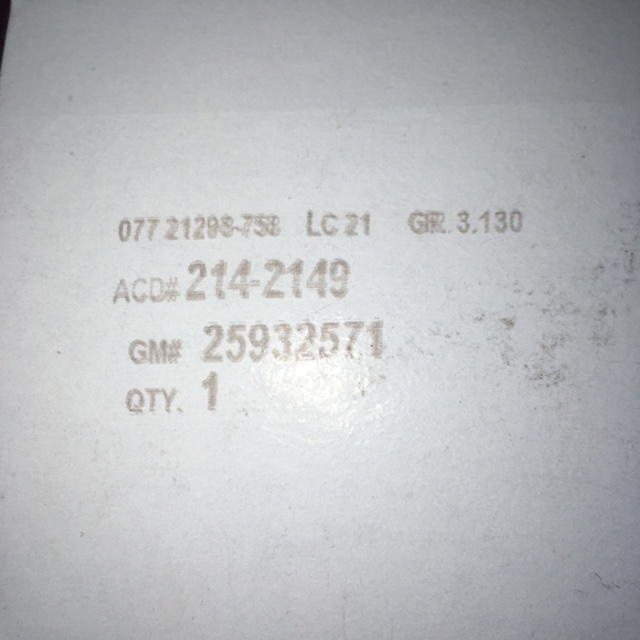 077 21298-758 LC 21 GR. 3.130
ACD# 214-2149
GM# 25932571
QTY. 1